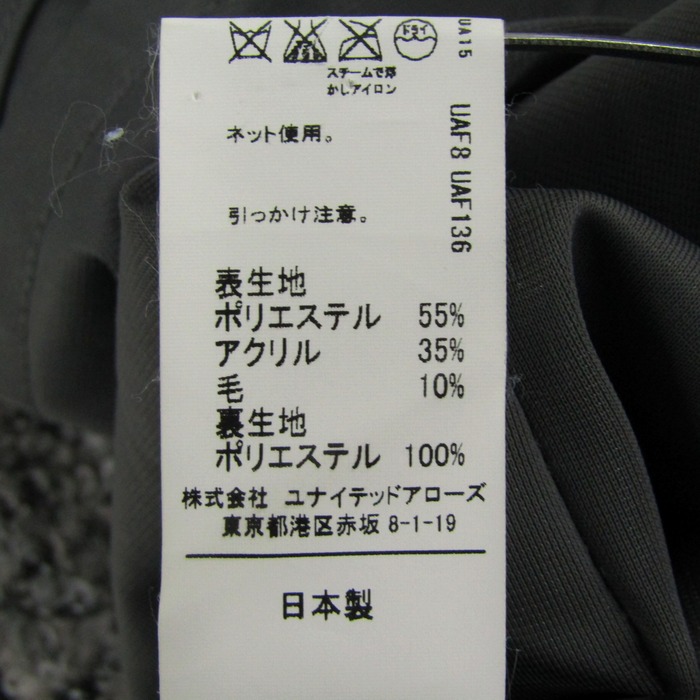 ドライ
スチームで浮
かしアイロン
ネット使用。
引っかけ注意。
表生地
ポリエステル 55%
アクリル 35%
毛 10%
裏生地
ポリエステル 100%
株式会社 ユナイテッドアローズ
東京都港区赤坂 8-1-19
日本製
UA15
UAF8 UAF136